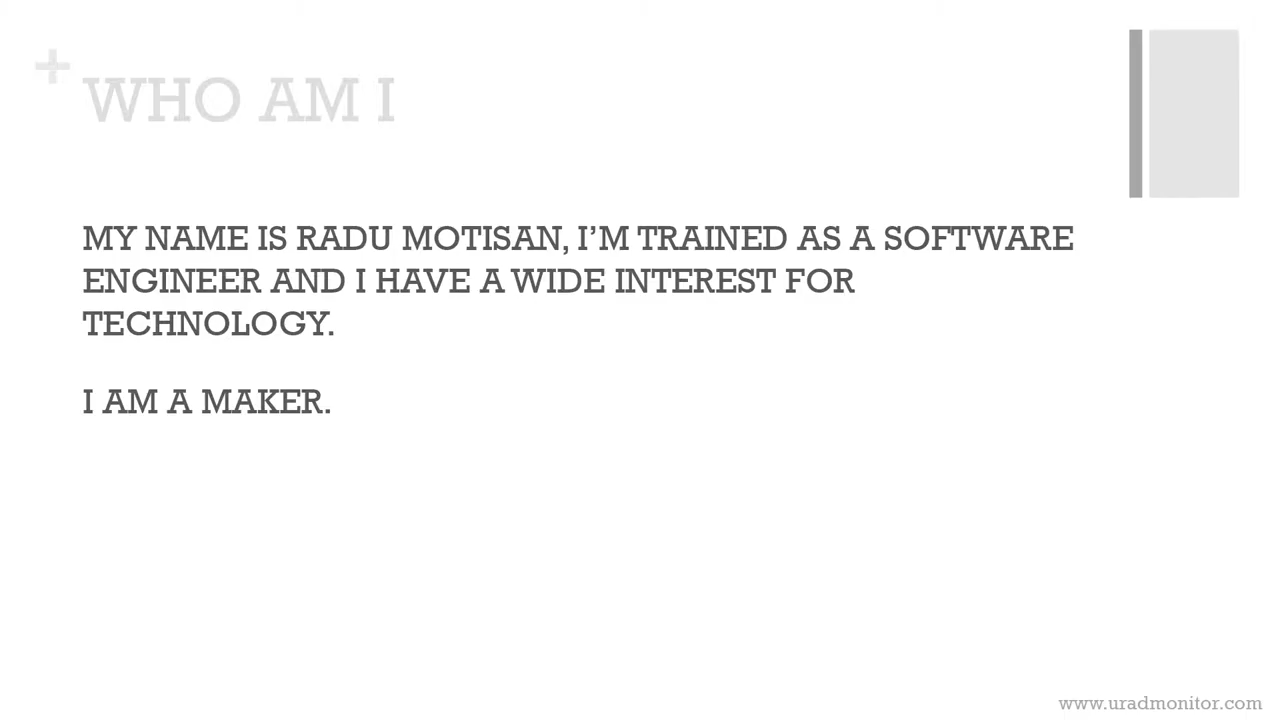 +
WHO AM I
MY NAME IS RADU MOTISAN, I’M TRAINED AS A SOFTWARE
ENGINEER AND I HAVE A WIDE INTEREST FOR
TECHNOLOGY.
I AM A MAKER.
www.uradmonitor.com